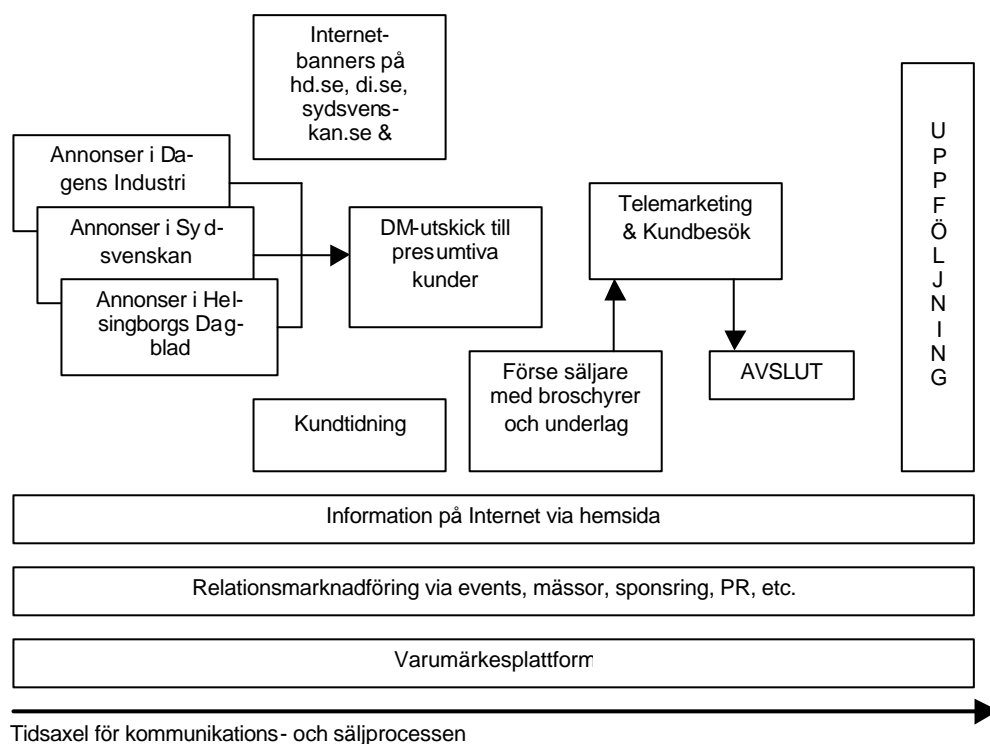 Internet-
banners på
hd.se, di.se,
sydsvens-
kan.se &
Annonser i Da-
gens Industri
Annonser i Syd-
svenskan
Annonser i Hel-
singborgs Dag-
blad
DM-utskick till
presumtiva
kunder
Kundtidning
Telemarketing
& Kundbesök
Förse säljare
med broschyrer
och underlag
AVSLUT
U
P
P
F
Ö
L
J
N
I
N
G
Information på Internet via hemsida
Relationsmarknadföring via events, mässor, sponsring, PR, etc.
Varumärkesplattform
Tidsaxel för kommunikations- och säljprocessen